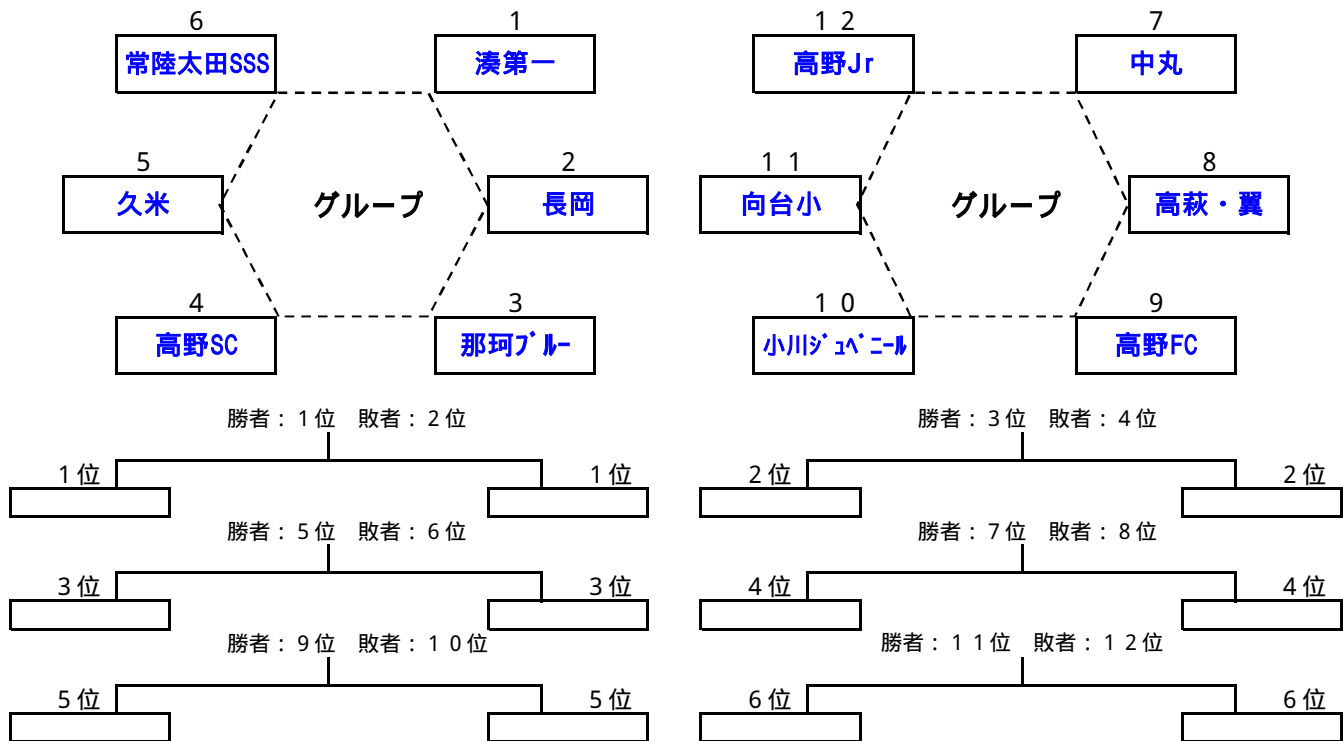 6 1 1 2 7
常陸太田SSS 湊第一 高野Jr 中丸
5 2 1 1 8
久米 グループ 長岡 向台小 グループ 高萩・翼
4 3 1 0 9
高野SC 那珂ﾌﾞﾙｰ 小川ｼﾞｭﾍﾞﾆｰﾙ 高野FC
勝者：1位 敗者：2位 勝者：3位 敗者：4位
1位 1位 2位 2位
勝者：5位 敗者：6位 勝者：7位 敗者：8位
3位 3位 4位 4位
勝者：9位 敗者：1 0位 勝者：1 1位 敗者：1 2位
5位 5位 6位 6位